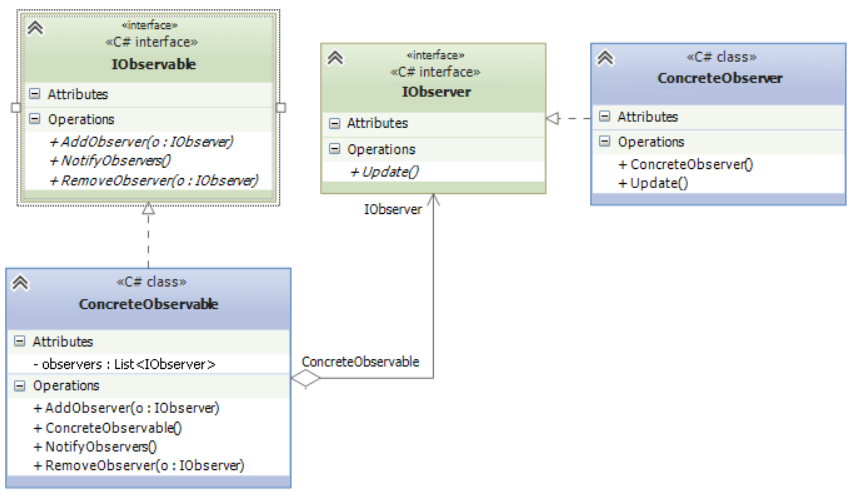 «interface»
«C# interface»
IObservable
Attributes
Operations
+ AddObserver(o : IObserver)
+ NotifyObservers()
+ RemoveObserver(o : IObserver)
«interface»
«C# interface»
IObserver
Attributes
Operations
+ Update()
«C# class»
ConcreteObserver
Attributes
Operations
+ ConcreteObserver()
+ Update()
IObserver
«C# class»
ConcreteObservable
Attributes
- observers : List<IObserver>
Operations
+ AddObserver(o : IObserver)
+ ConcreteObservable()
+ NotifyObservers()
+ RemoveObserver(o : IObserver)
ConcreteObservable